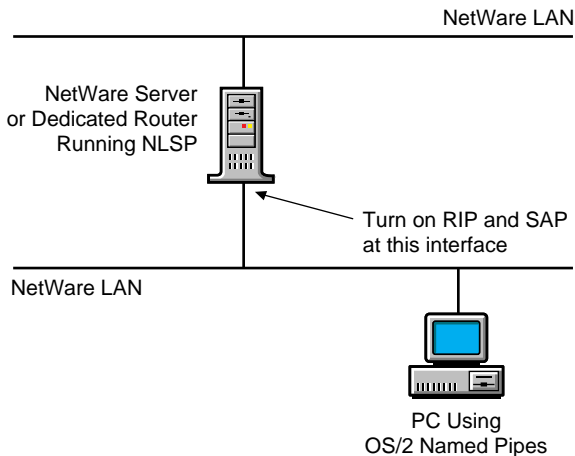 NetWare LAN
NetWare Server
or Dedicated Router
Running NLSP
Turn on RIP and SAP
at this interface
NetWare LAN
PC Using
OS/2 Named Pipes